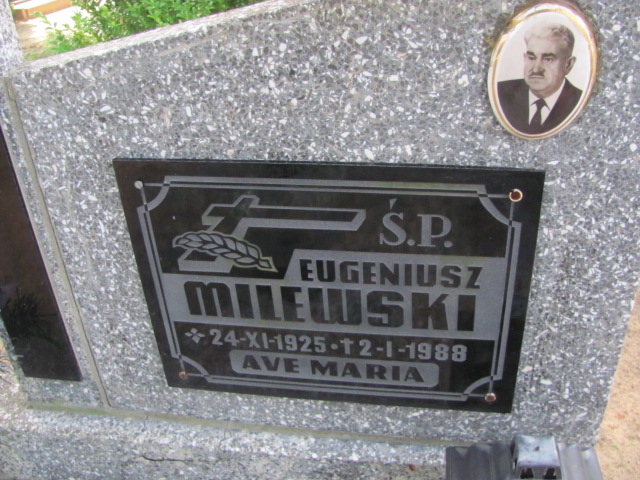 Ś.P.
EUGENIUSZ
MILEWSKI
* 24-XI-1925 - † 2-I-1988
AVE MARIA